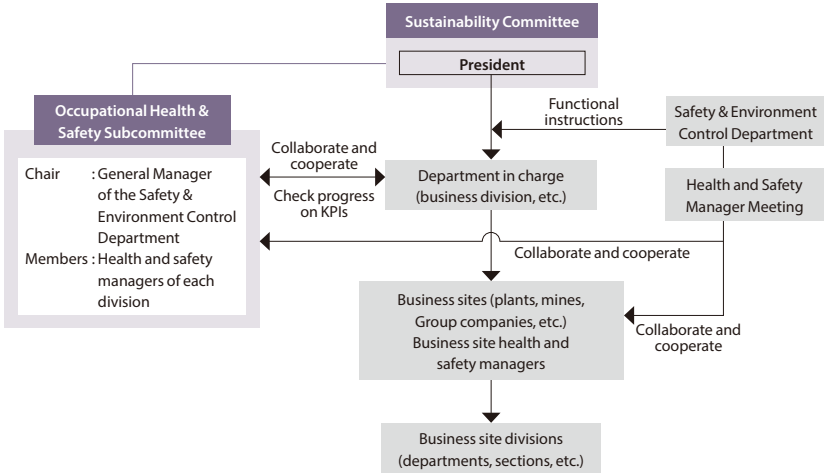 Sustainability Committee
President
Occupational Health &
Safety Subcommittee
Chair : General Manager
of the Safety &
Environment Control
Department
Members : Health and safety
managers of each
division
Collaborate and
cooperate
Check progress
on KPIs
Functional
instructions
Safety & Environment
Control Department
Department in charge
(business division, etc.)
Health and Safety
Manager Meeting
Collaborate and cooperate
Business sites (plants, mines,
Group companies, etc.)
Business site health and
safety managers
Collaborate and
cooperate
Business site divisions
(departments, sections, etc.)